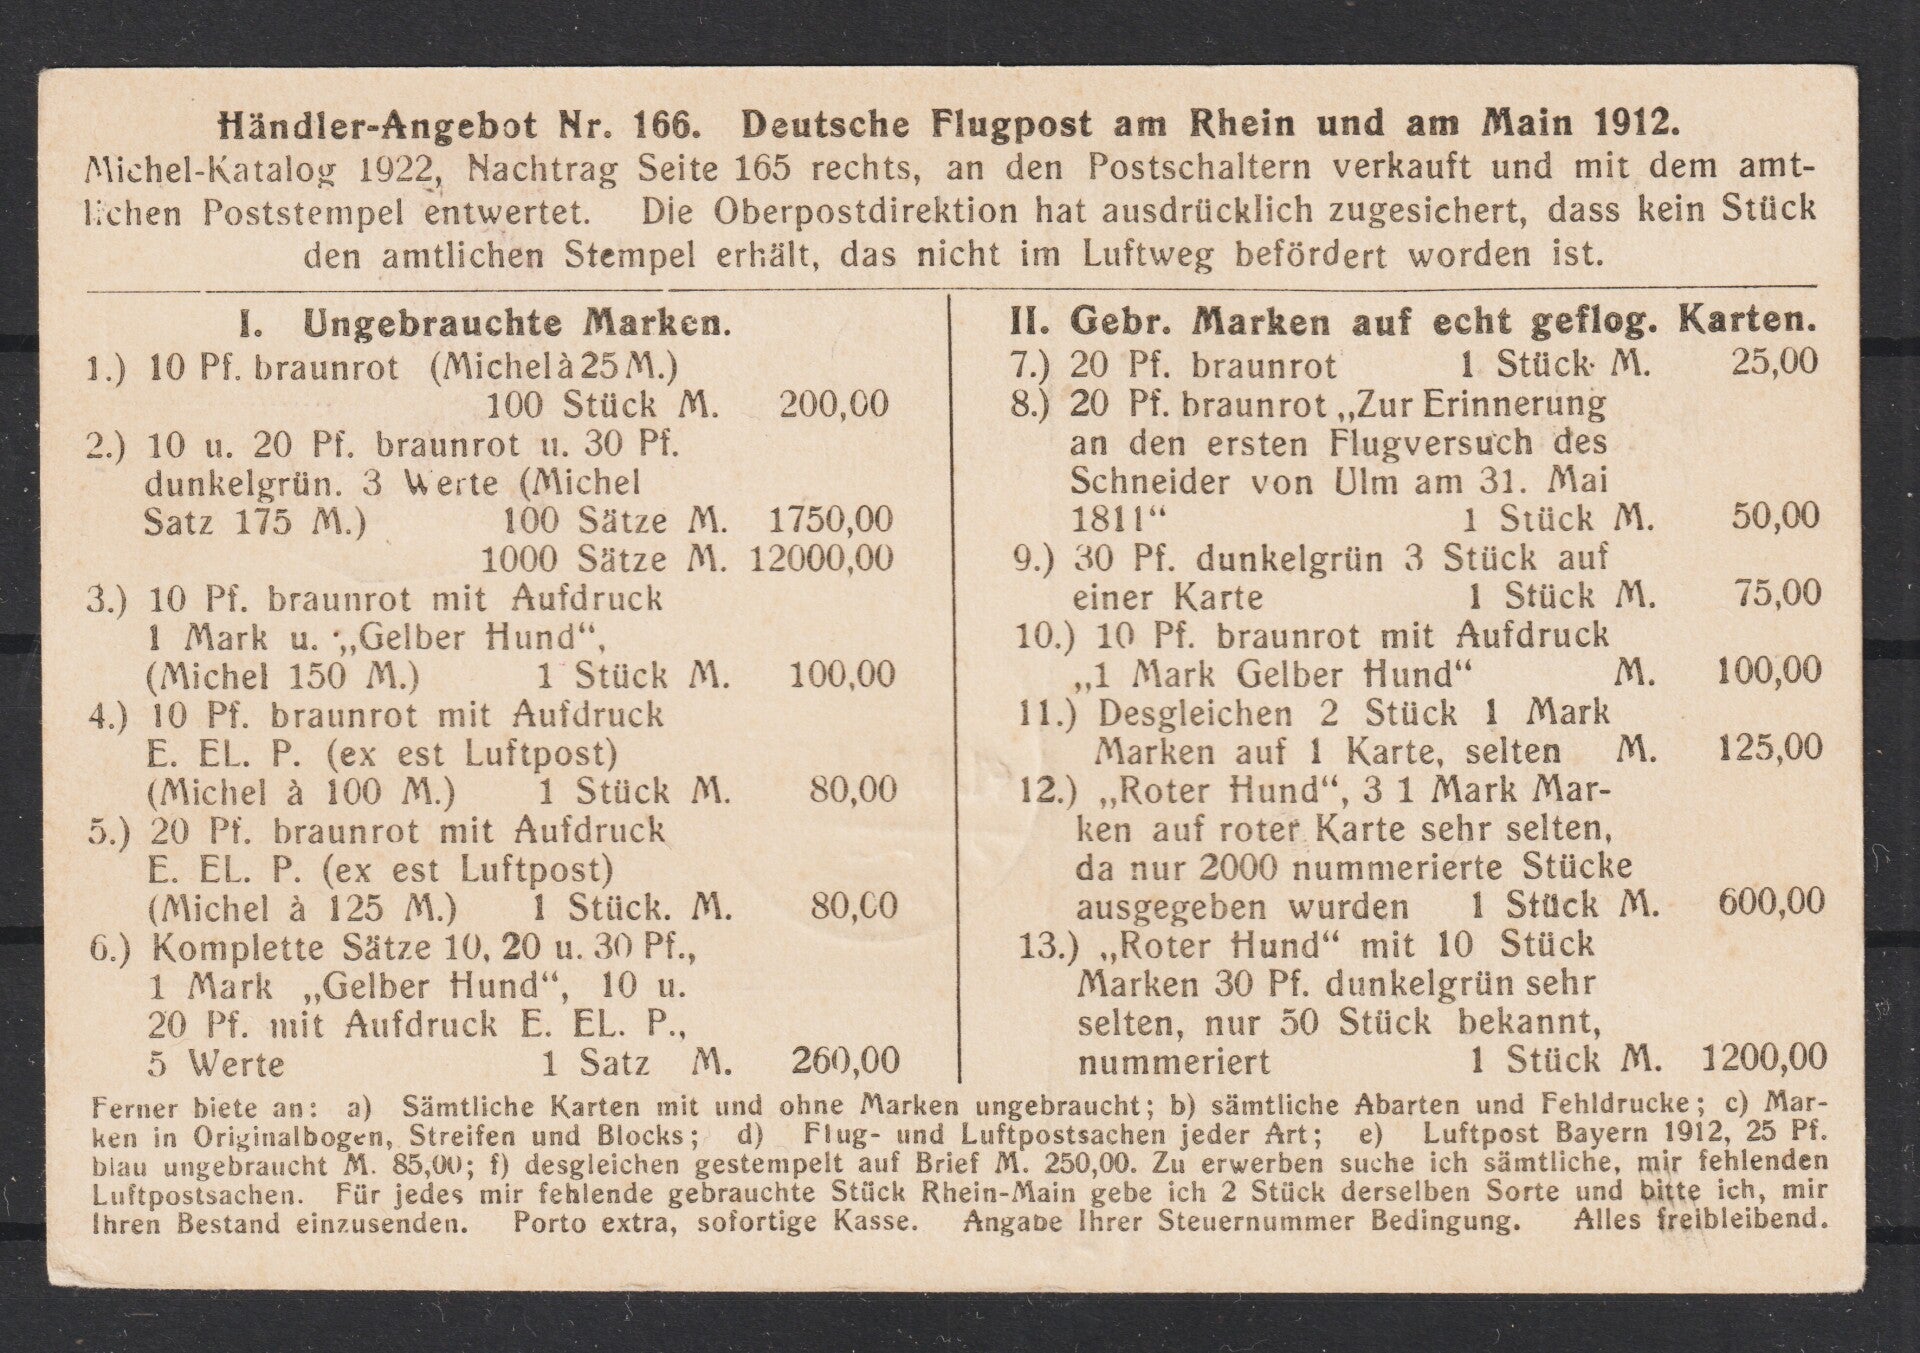 Händler-Angebot Nr. 166. Deutsche Flugpost am Rhein und am Main 1912.
Michel-Katalog 1922, Nachtrag Seite 165 rechts, an den Postschaltern verkauft und mit dem amt-
lichen Poststempel entwertet. Die Oberpostdirektion hat ausdrücklich zugesichert, dass kein Stück
den amtlichen Stempel erhält, das nicht im Luftweg befördert worden ist.
I. Ungebrauchte Marken.
1.) 10 Pf. braunrot (Michel à 25 M.)
100 Stück M. 200,00
2.) 10 u. 20 Pf. braunrot u. 30 Pf.
dunkelgrün. 3 Werte (Michel
Satz 175 M.) 100 Sätze M. 1750,00
1000 Sätze M. 12000,00
3.) 10 Pf. braunrot mit Aufdruck
1 Mark u. „Gelber Hund“,
(Michel 150 M.) 1 Stück M. 100,00
4.) 10 Pf. braunrot mit Aufdruck
E. EL. P. (ex est Luftpost)
(Michel à 100 M.) 1 Stück M. 80,00
5.) 20 Pf. braunrot mit Aufdruck
E. EL. P. (ex est Luftpost)
(Michel à 125 M.) 1 Stück. M. 80,00
6.) Komplette Sätze 10, 20 u. 30 Pf.,
1 Mark „Gelber Hund“, 10 u.
20 Pf. mit Aufdruck E. EL. P.,
5 Werte 1 Satz M. 260,00
II. Gebr. Marken auf echt geflog. Karten.
7.) 20 Pf. braunrot 1 Stück M. 25,00
8.) 20 Pf. braunrot „Zur Erinnerung
an den ersten Flugversuch des
Schneider von Ulm am 31. Mai
1811“ 1 Stück M. 50,00
9.) 30 Pf. dunkelgrün 3 Stück auf
einer Karte 1 Stück M. 75,00
10.) 10 Pf. braunrot mit Aufdruck
„1 Mark Gelber Hund“ M. 100,00
11.) Desgleichen 2 Stück 1 Mark
Marken auf 1 Karte, selten M. 125,00
12.) „Roter Hund“, 3 1 Mark Mar-
ken auf roter Karte sehr selten,
da nur 2000 nummerierte Stücke
ausgegeben wurden 1 Stück M. 600,00
13.) „Roter Hund“ mit 10 Stück
Marken 30 Pf. dunkelgrün sehr
selten, nur 50 Stück bekannt,
nummeriert 1 Stück M. 1200,00
Ferner biete an: a) Sämtliche Karten mit und ohne Marken ungebraucht; b) sämtliche Abarten und Fehldrucke; c) Mar-
ken in Originalbogen, Streifen und Blocks; d) Flug- und Luftpostsachen jeder Art; e) Luftpost Bayern 1912, 25 Pf.
blau ungebraucht M. 85,00; f) desgleichen gestempelt auf Brief M. 250,00. Zu erwerben suche ich sämtliche, mir fehlenden
Luftpostsachen. Für jedes mir fehlende gebrauchte Stück Rhein-Main gebe ich 2 Stück derselben Sorte und bitte ich, mir
Ihren Bestand einzusenden. Porto extra, sofortige Kasse. Angabe Ihrer Steuernummer Bedingung. Alles freibleibend.